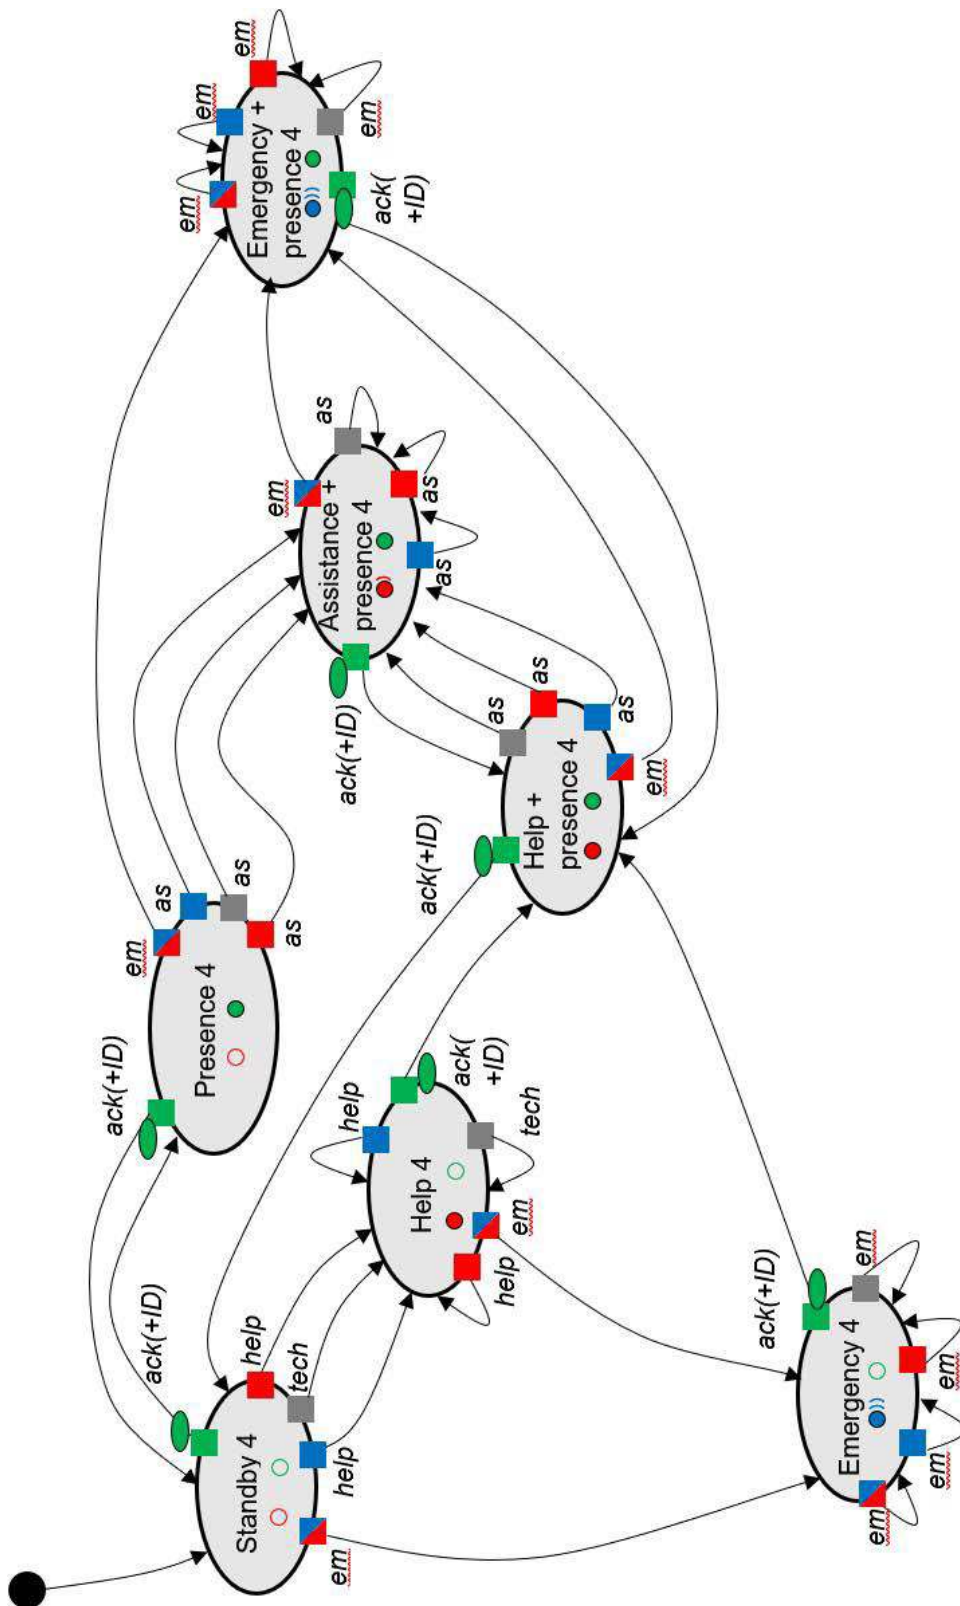 ack(+ID)
Standby 4
help
tech
help
em
ack(+ID)
Presence 4
em
as
as
as
help
Help 4
ack(
+ID)
tech
em
help
ack(+ID)
Emergency 4
em
em
em
em
ack(+ID)
Help +
presence 4
as
as
as
em
em
Assistance +
presence 4
ack(+ID)
as
as
as
em
em
em
Emergency +
presence 4
em
ack(
+ID)